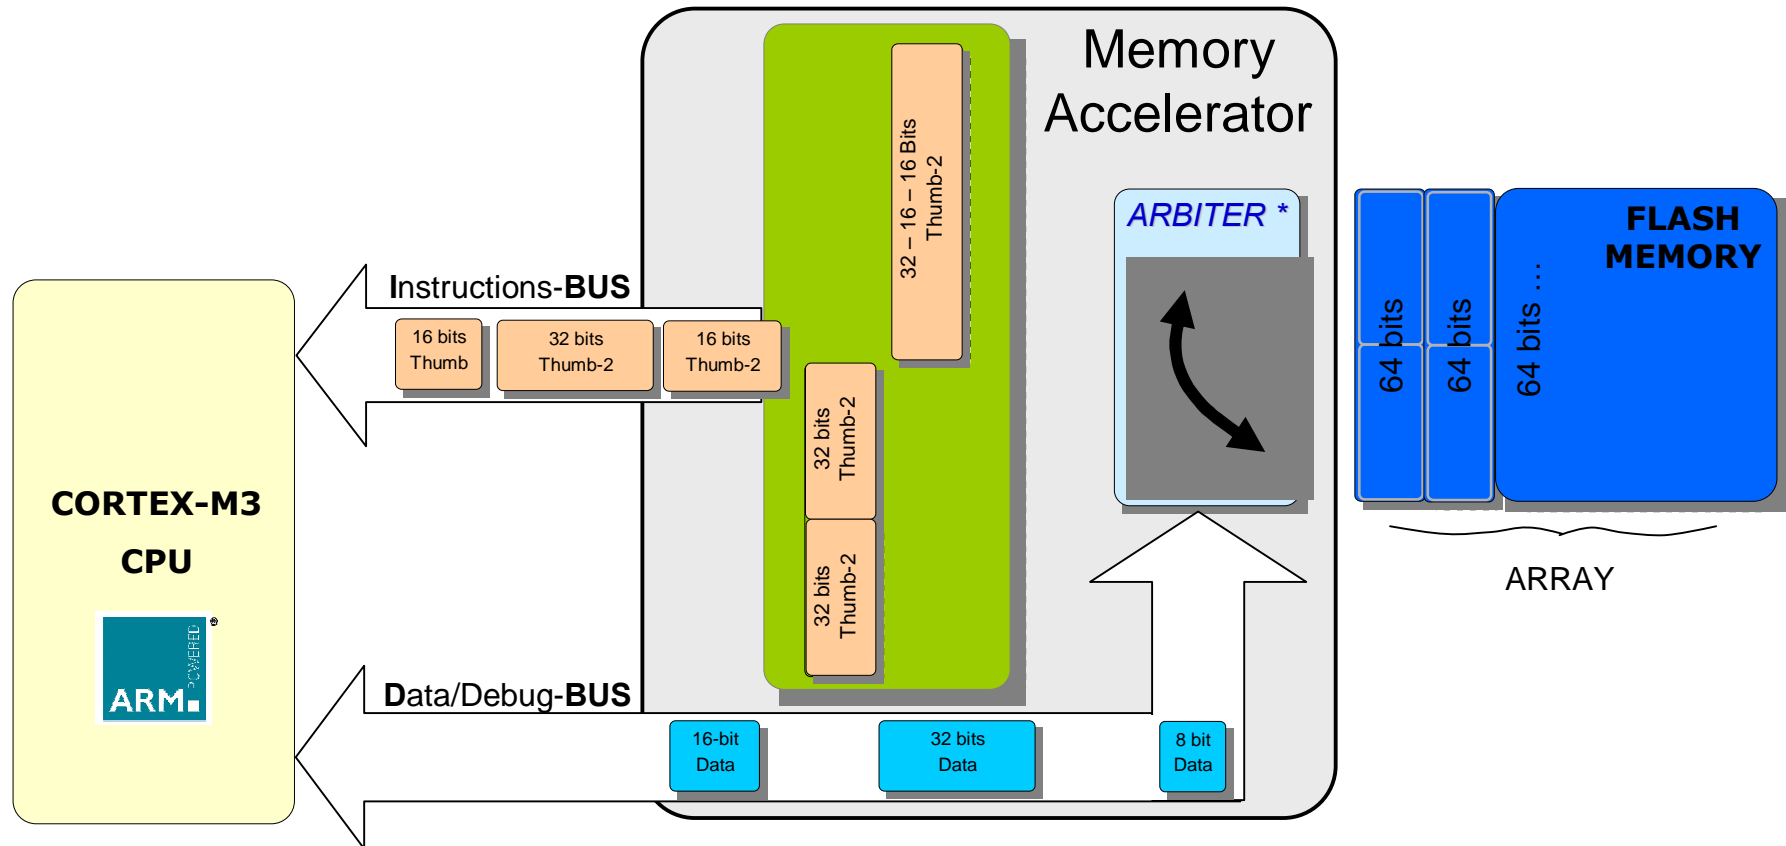 Memory
Accelerator
32 – 16 – 16 Bits
Thumb-2
ARBITER *
FLASH
MEMORY
64 bits
64 bits
64 bits ...
ARRAY
Instructions-BUS
16 bits
Thumb
32 bits
Thumb-2
16 bits
Thumb-2
32 bits
Thumb-2
32 bits
Thumb-2
CORTEX-M3
CPU
ARM
POWERED
®
Data/Debug-BUS
16-bit
Data
32 bits
Data
8 bit
Data